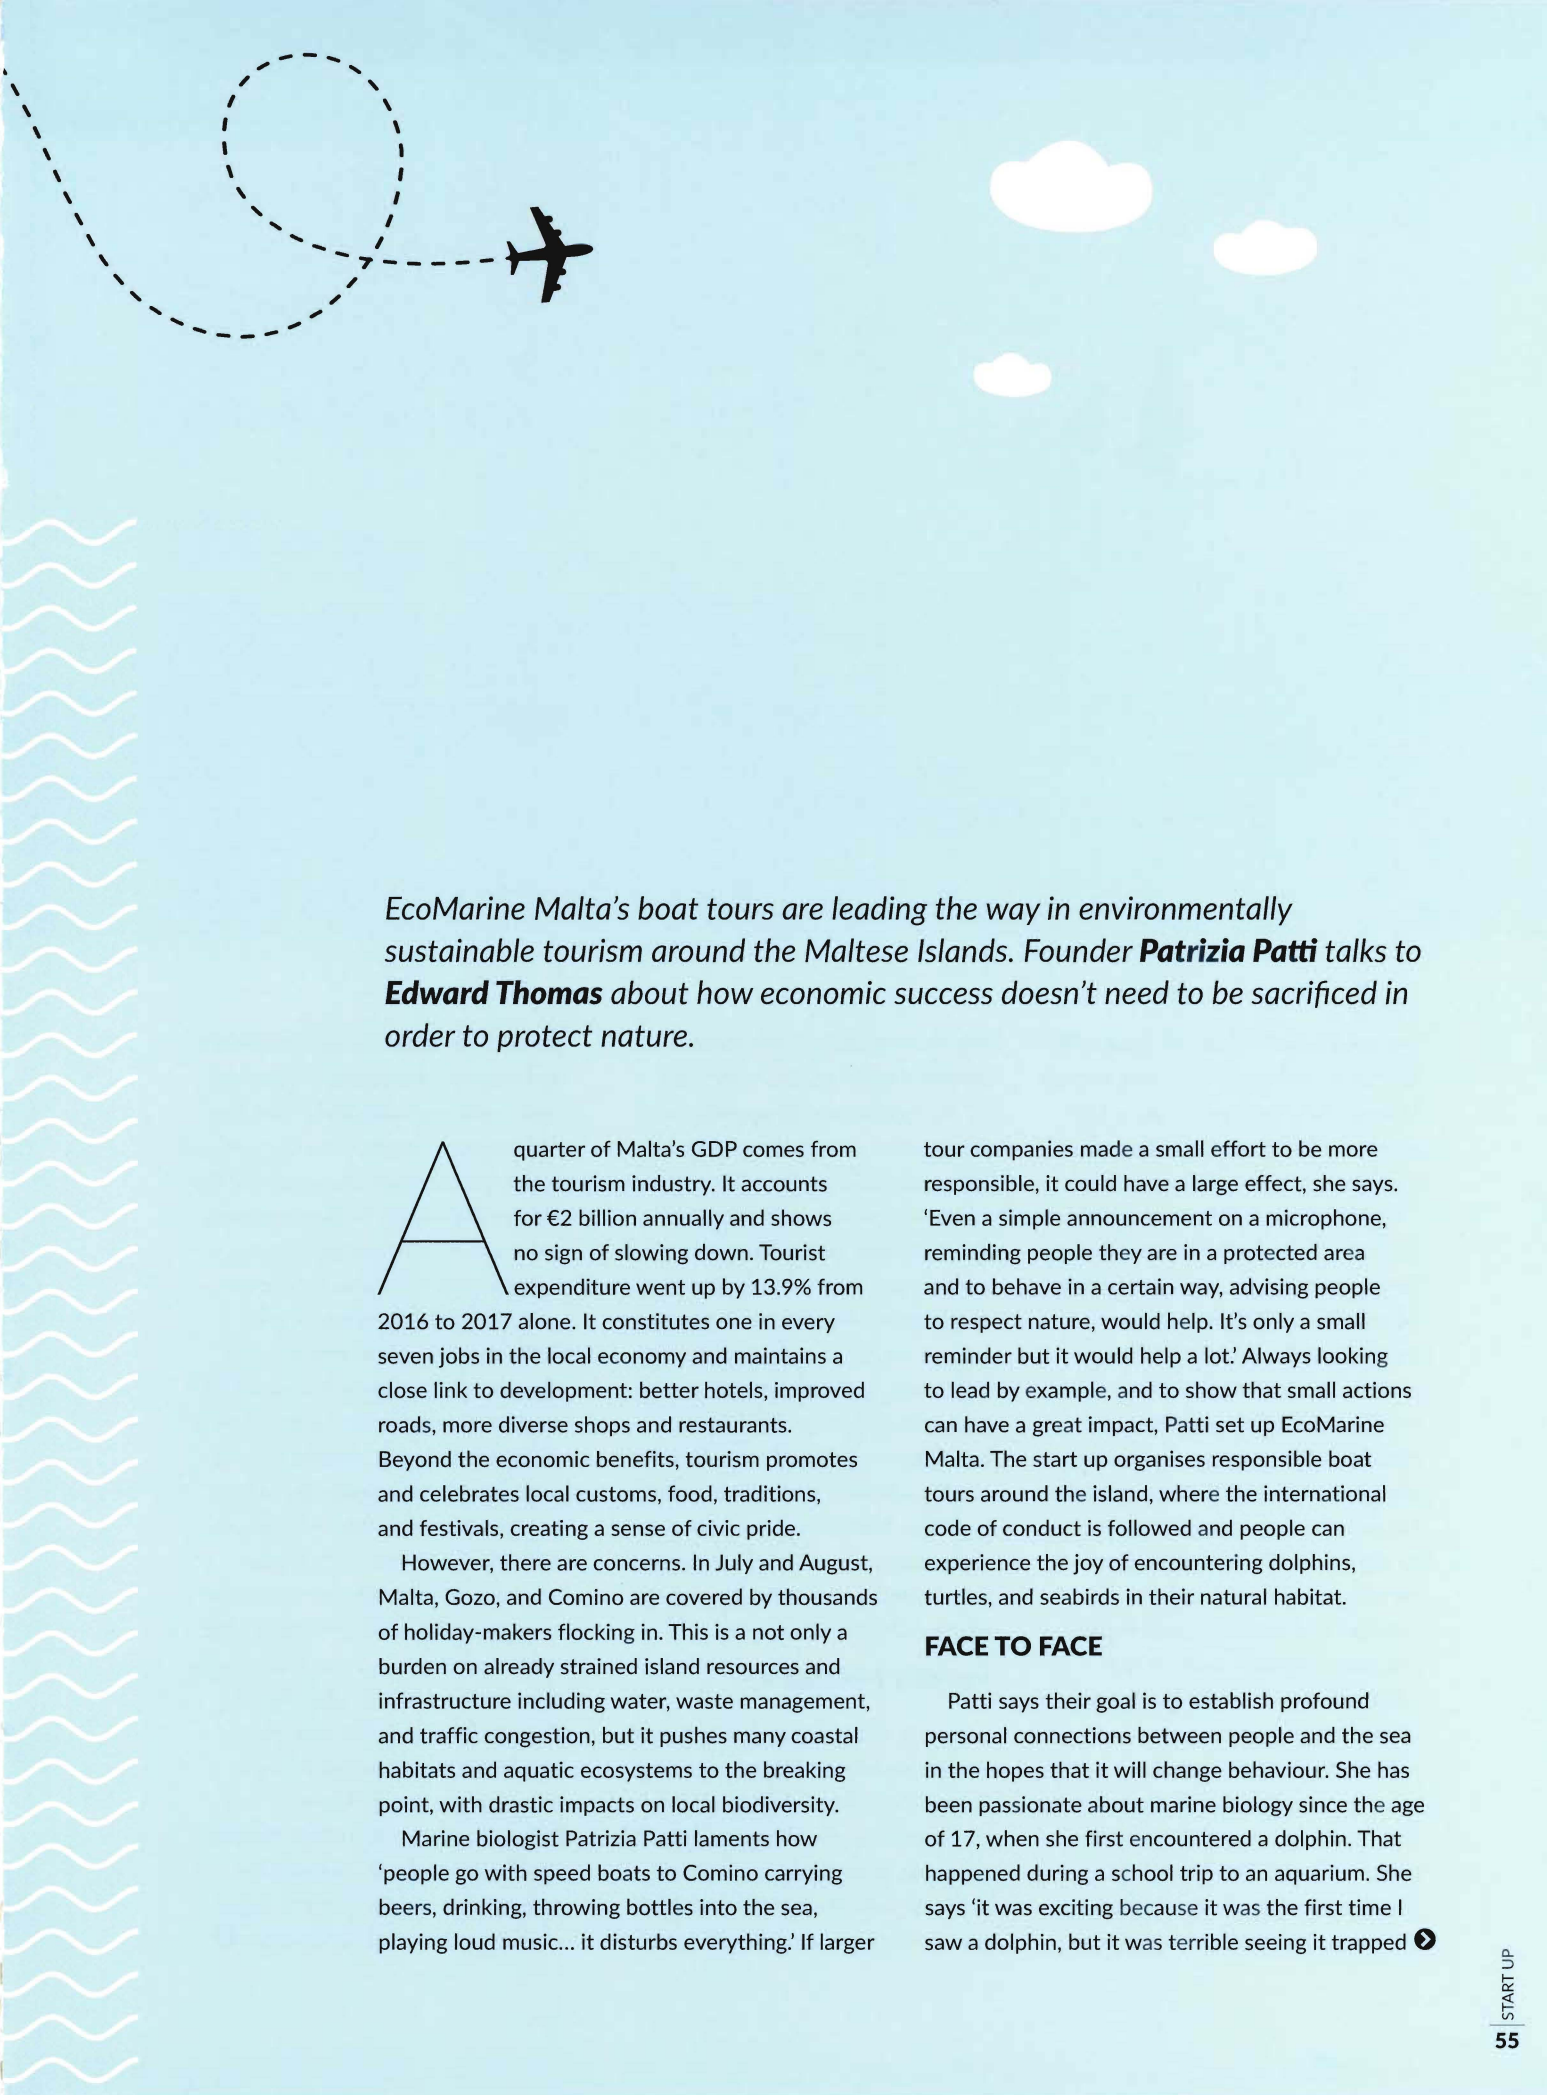 EcoMarine Malta's boat tours are leading the way in environmentally
sustainable tourism around the Maltese Islands. Founder Patrizia Patti talks to
Edward Thomas about how economic success doesn't need to be sacrificed in
order to protect nature.
A quarter of Malta's GDP comes from
the tourism industry. It accounts
for €2 billion annually and shows
no sign of slowing down. Tourist
expenditure went up by 13.9% from
2016 to 2017 alone. It constitutes one in every
seven jobs in the local economy and maintains a
close link to development: better hotels, improved
roads, more diverse shops and restaurants.
Beyond the economic benefits, tourism promotes
and celebrates local customs, food, traditions,
and festivals, creating a sense of civic pride.
However, there are concerns. In July and August,
Malta, Gozo, and Comino are covered by thousands
of holiday-makers flocking in. This is a not only a
burden on already strained island resources and
infrastructure including water, waste management,
and traffic congestion, but it pushes many coastal
habitats and aquatic ecosystems to the breaking
point, with drastic impacts on local biodiversity.
Marine biologist Patrizia Patti laments how
'people go with speed boats to Comino carrying
beers, drinking, throwing bottles into the sea,
playing loud music... it disturbs everything.' If larger
tour companies made a small effort to be more
responsible, it could have a large effect, she says.
'Even a simple announcement on a microphone,
reminding people they are in a protected area
and to behave in a certain way, advising people
to respect nature, would help. It's only a small
reminder but it would help a lot.' Always looking
to lead by example, and to show that small actions
can have a great impact, Patti set up EcoMarine
Malta. The start up organises responsible boat
tours around the island, where the international
code of conduct is followed and people can
experience the joy of encountering dolphins,
turtles, and seabirds in their natural habitat.
FACE TO FACE
Patti says their goal is to establish profound
personal connections between people and the sea
in the hopes that it will change behaviour. She has
been passionate about marine biology since the age
of 17, when she first encountered a dolphin. That
happened during a school trip to an aquarium. She
says 'it was exciting because it was the first time I
saw a dolphin, but it was terrible seeing it trapped
START UP
55